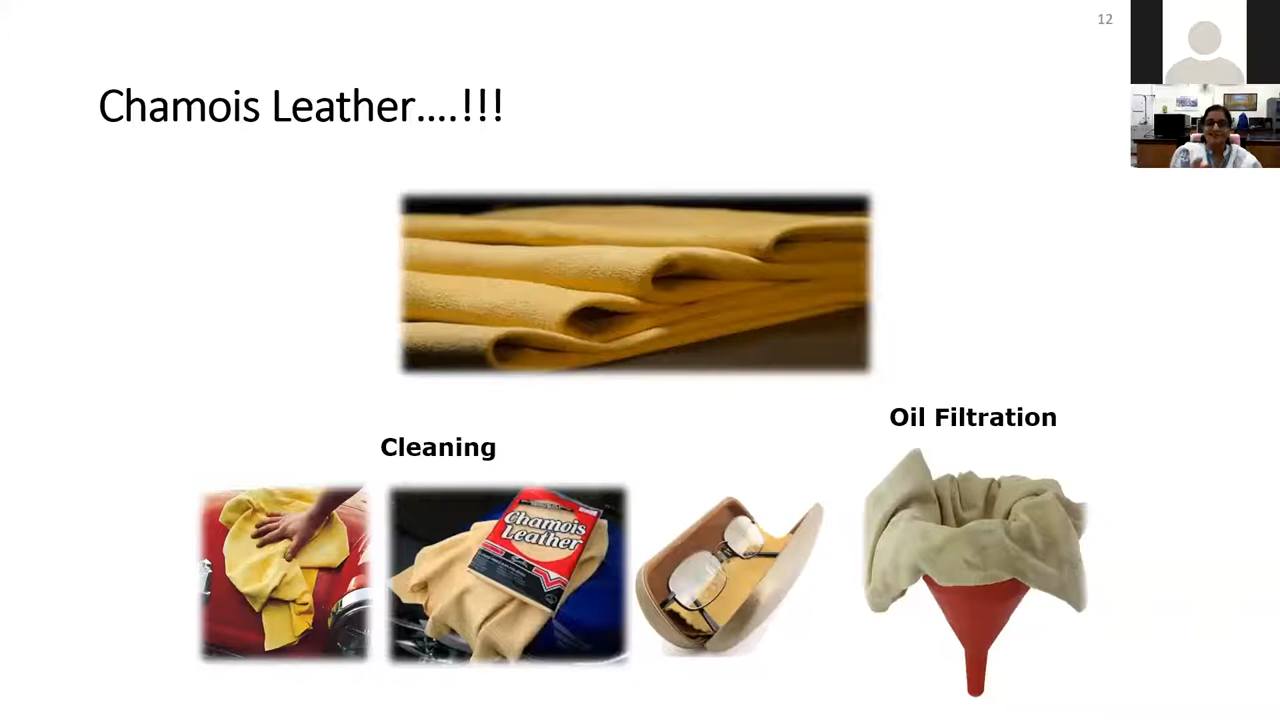 12
Chamois Leather....!!!
Oil Filtration
Cleaning
Chamois
Leather